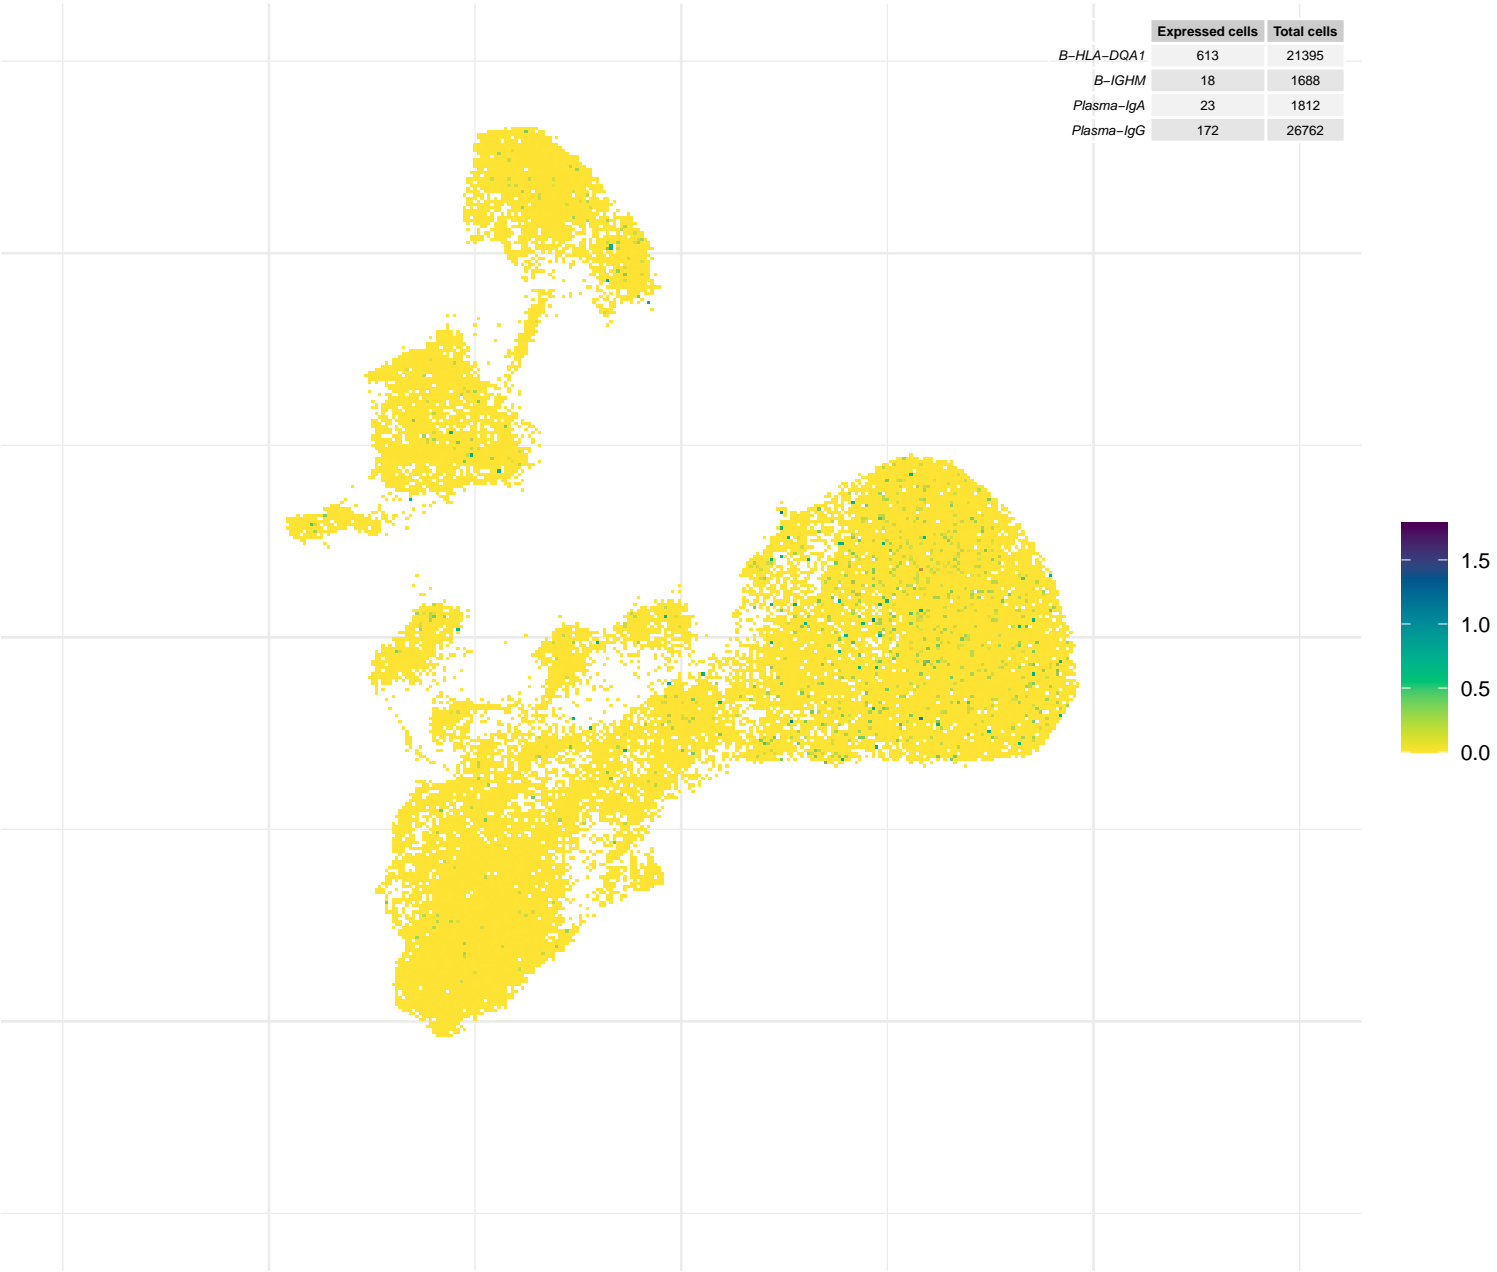 Expressed cells Total cells
B−HLA−DQA1 613 21395
B−IGHM 18 1688
Plasma−IgA 23 1812
Plasma−IgG 172 26762
1.5
1.0
0.5
0.0